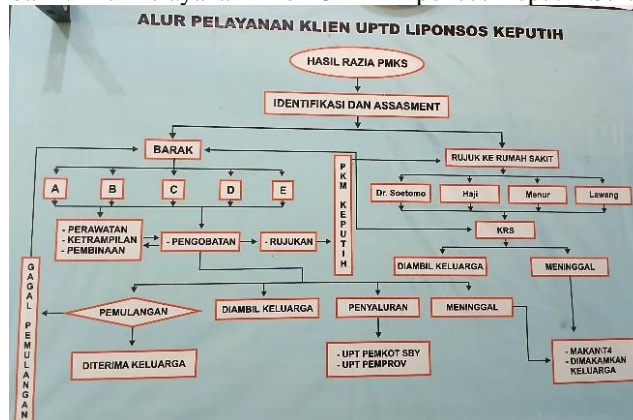 ALUR PELAYANAN KLIEN UPTD LIPONSOS KEPUTIH
HASIL RAZIA PMKS
IDENTIFIKASI DAN ASSASMENT
BARAK
RUJUK KE RUMAH SAKIT
A
B
C
D
E
PKM KEPUTIH
Dr. Soetomo
Haji
Menur
Lawang
- PERAWATAN
- KETRAMPILAN
- PEMBINAAN
- PENGOBATAN
- RUJUKAN
KRS
DIAMBIL KELUARGA
MENINGGAL
GAGAL PEMULANGAN
PEMULANGAN
DIAMBIL KELUARGA
PENYALURAN
MENINGGAL
DITERIMA KELUARGA
- UPT PEMKOT SBY
- UPT PEMPROV
- MAKAN\T4
- DIMAKAMKAN
KELUARGA